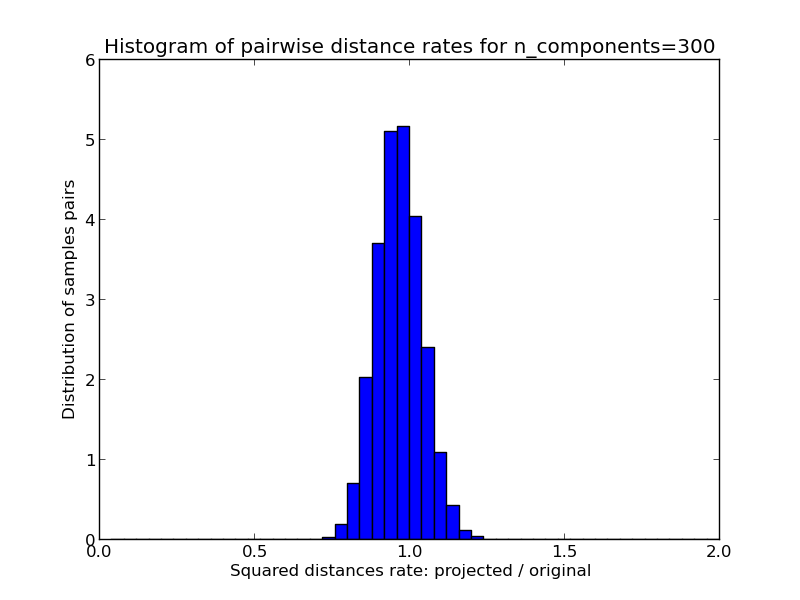 Histogram of pairwise distance rates for n_components=300
6
5
4
3
2
1
0
Distribution of samples pairs
0.0 0.5 1.0 1.5 2.0
Squared distances rate: projected / original